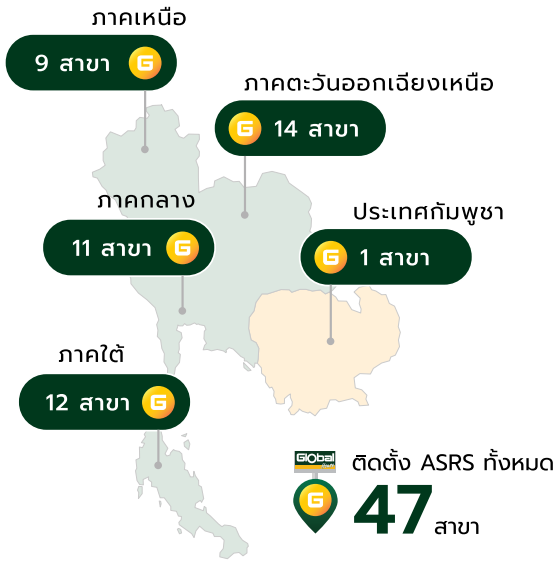 ภาคเหนือ
9 สาขา G
ภาคตะวันออกเฉียงเหนือ
G 14 สาขา
ภาคกลาง
11 สาขา G
ประเทศกัมพูชา
G 1 สาขา
ภาคใต้
12 สาขา G
Global
ติดตั้ง ASRS ทั้งหมด
G
47 สาขา